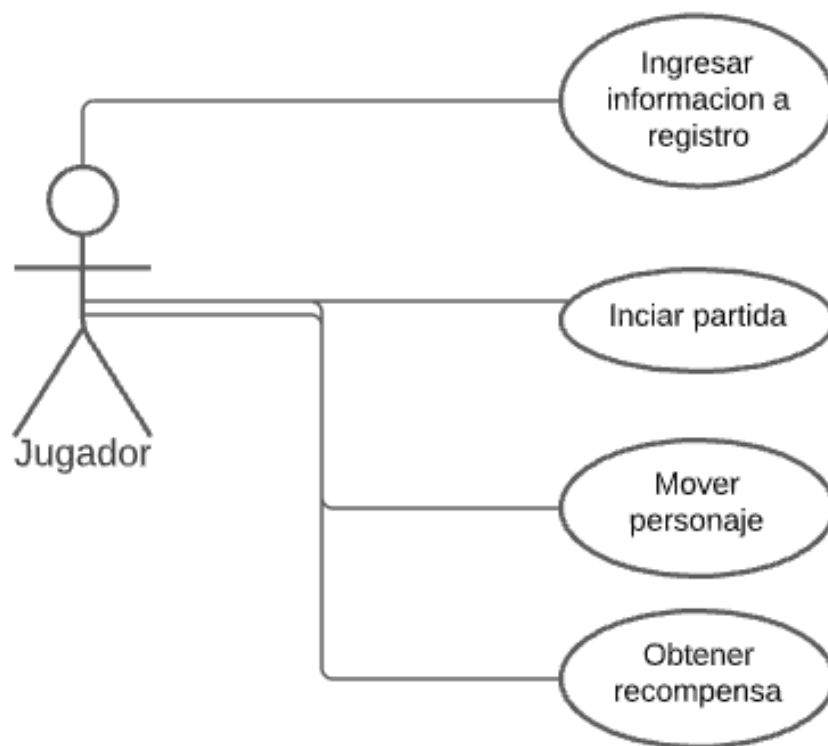 Ingresar
informacion a
registro
Inciar partida
Jugador
Mover
personaje
Obtener
recompensa